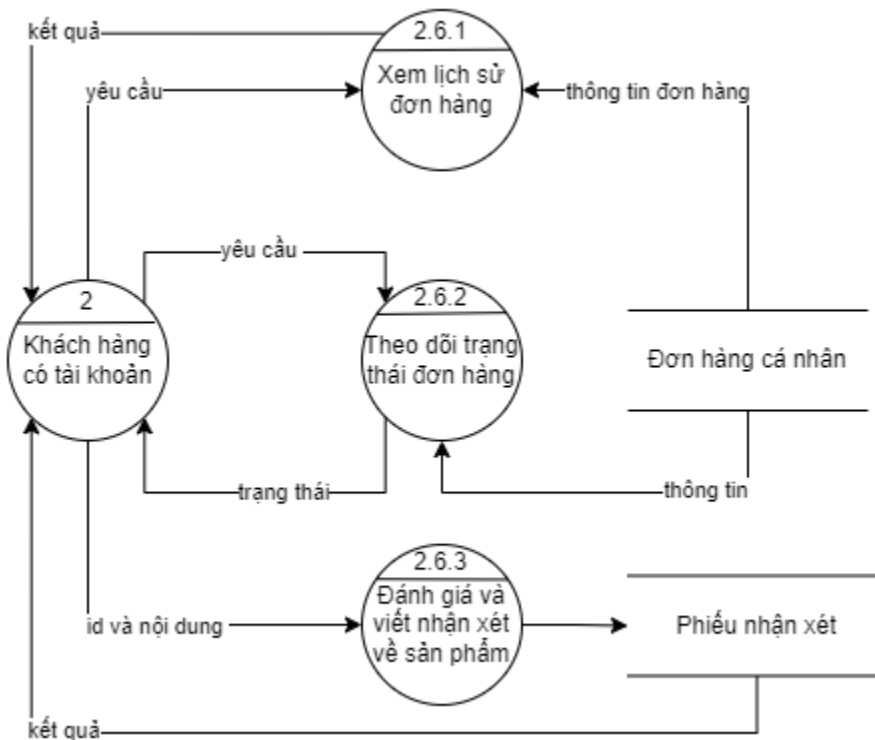 kết quả
2.6.1
Xem lịch sử
đơn hàng
yêu cầu
thông tin đơn hàng
yêu cầu
2
Khách hàng
có tài khoản
2.6.2
Theo dõi trạng
thái đơn hàng
Đơn hàng cá nhân
trạng thái
thông tin
2.6.3
Đánh giá và
viết nhận xét
về sản phẩm
id và nội dung
Phiếu nhận xét
kết quả